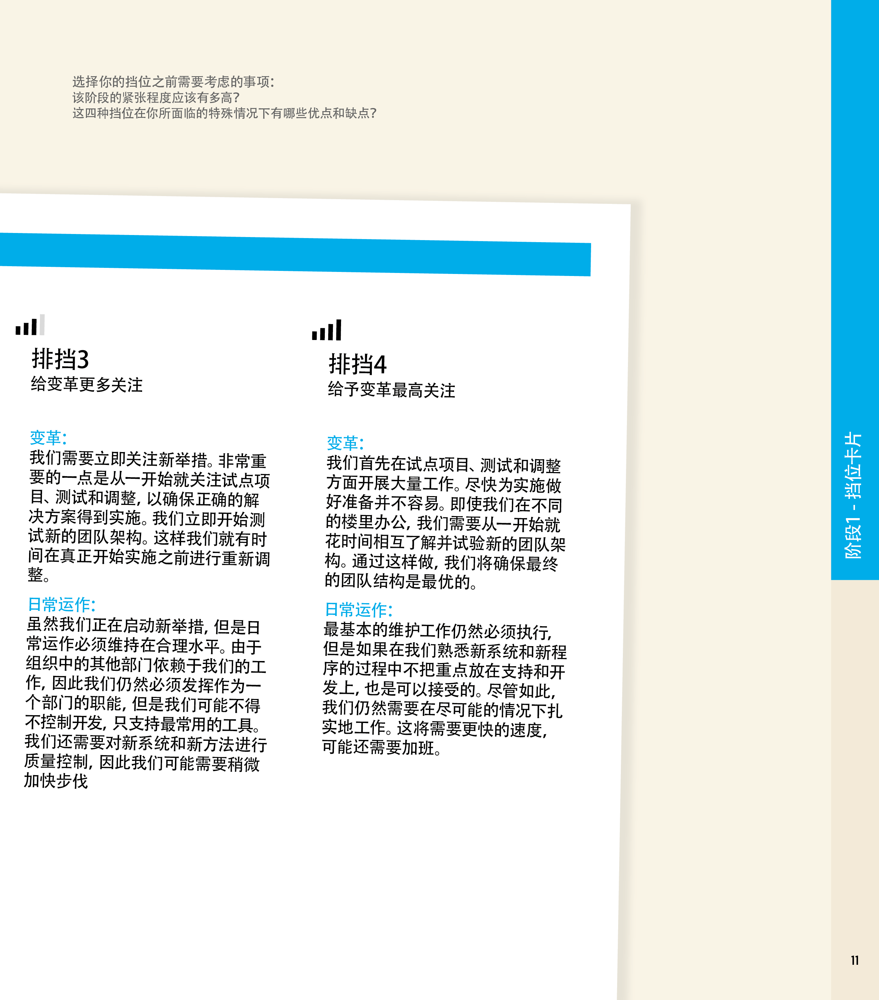 选择你的挡位之前需要考虑的事项：
该阶段的紧张程度应该有多高？
这四种挡位在你所面临的特殊情况下有哪些优点和缺点？
排挡3
给变革更多关注
变革：
我们需要立即关注新举措。非常重
要的一点是从一开始就关注试点项
目、测试和调整，以确保正确的解
决方案得到实施。我们立即开始测
试新的团队架构。这样我们就有时
间在真正开始实施之前进行重新调
整。
日常运作：
虽然我们正在启动新举措，但是日
常运作必须维持在合理水平。由于
组织中的其他部门依赖于我们的工
作，因此我们仍然必须发挥作为一
个部门的职能，但是我们可能不得
不控制开发，只支持最常用的工具。
我们还需要对新系统和新方法进行
质量控制，因此我们可能需要稍微
加快步伐
排挡4
给予变革最高关注
变革：
我们首先在试点项目、测试和调整
方面开展大量工作。尽快为实施做
好准备并不容易。即使我们在不同
的楼里办公，我们需要从一开始就
花时间相互了解并试验新的团队架
构。通过这样做，我们将确保最终
的团队结构是最优的。
日常运作：
最基本的维护工作仍然必须执行，
但是如果在我们熟悉新系统和新程
序的过程中不把重点放在支持和开
发上，也是可以接受的。尽管如此，
我们仍然需要在尽可能的情况下扎
实地工作。这将需要更快的速度，
可能还需要加班。
阶段1 - 挡位卡片
11